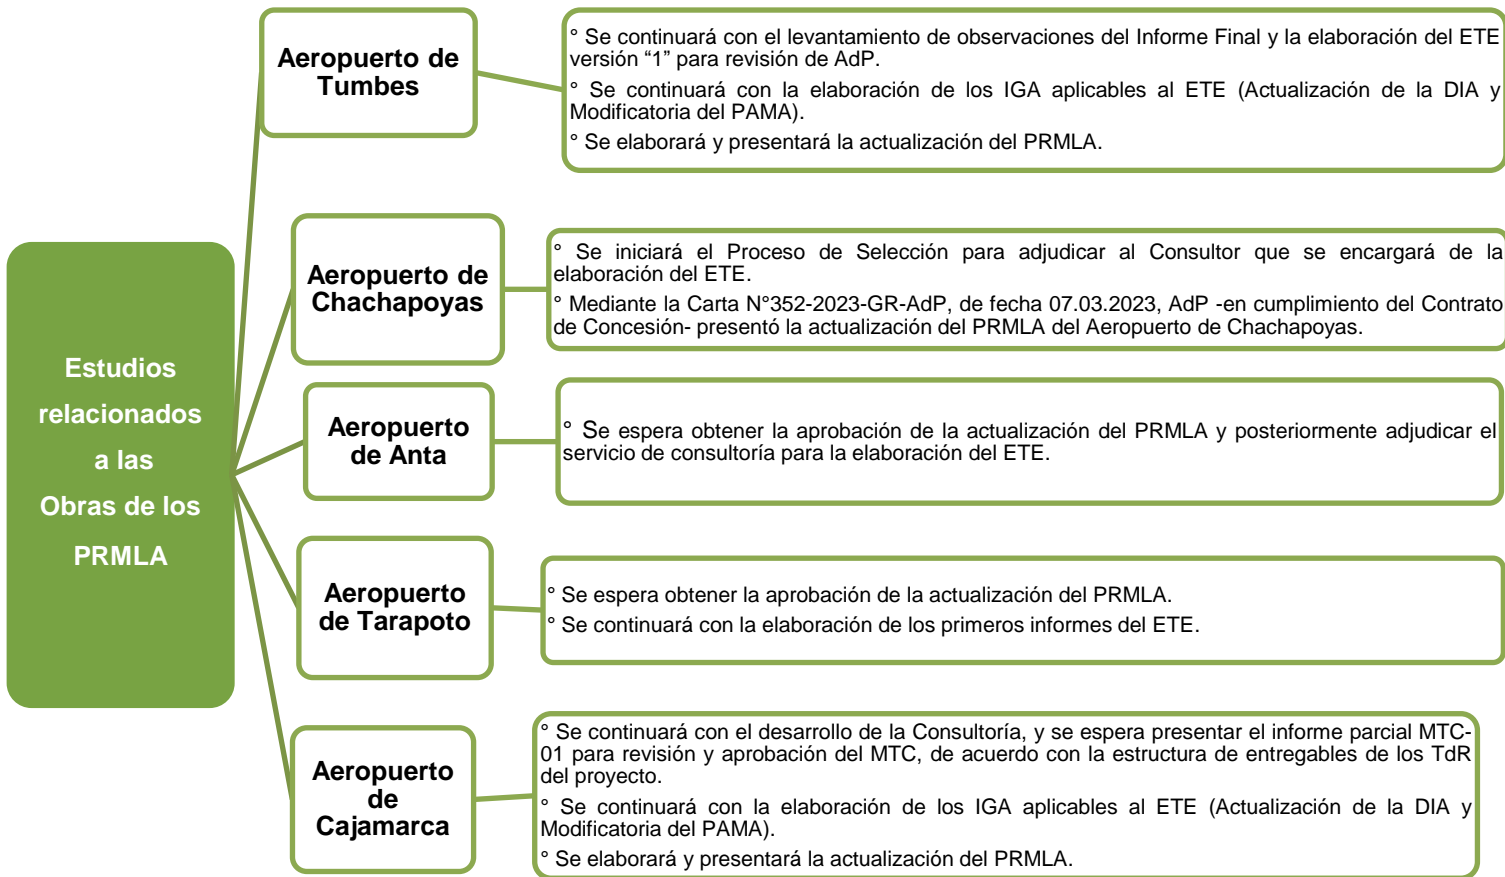 Estudios
relacionados
a las
Obras de los
PRMLA
Aeropuerto de
Tumbes
° Se continuará con el levantamiento de observaciones del Informe Final y la elaboración del ETE
versión “1” para revisión de AdP.
° Se continuará con la elaboración de los IGA aplicables al ETE (Actualización de la DIA y
Modificatoria del PAMA).
° Se elaborará y presentará la actualización del PRMLA.
Aeropuerto de
Chachapoyas
° Se iniciará el Proceso de Selección para adjudicar al Consultor que se encargará de la
elaboración del ETE.
° Mediante la Carta N°352-2023-GR-AdP, de fecha 07.03.2023, AdP -en cumplimiento del Contrato
de Concesión- presentó la actualización del PRMLA del Aeropuerto de Chachapoyas.
Aeropuerto
de Anta
° Se espera obtener la aprobación de la actualización del PRMLA y posteriormente adjudicar el
servicio de consultoría para la elaboración del ETE.
Aeropuerto
de Tarapoto
° Se espera obtener la aprobación de la actualización del PRMLA.
° Se continuará con la elaboración de los primeros informes del ETE.
Aeropuerto
de
Cajamarca
° Se continuará con el desarrollo de la Consultoría, y se espera presentar el informe parcial MTC-
01 para revisión y aprobación del MTC, de acuerdo con la estructura de entregables de los TdR
del proyecto.
° Se continuará con la elaboración de los IGA aplicables al ETE (Actualización de la DIA y
Modificatoria del PAMA).
° Se elaborará y presentará la actualización del PRMLA.